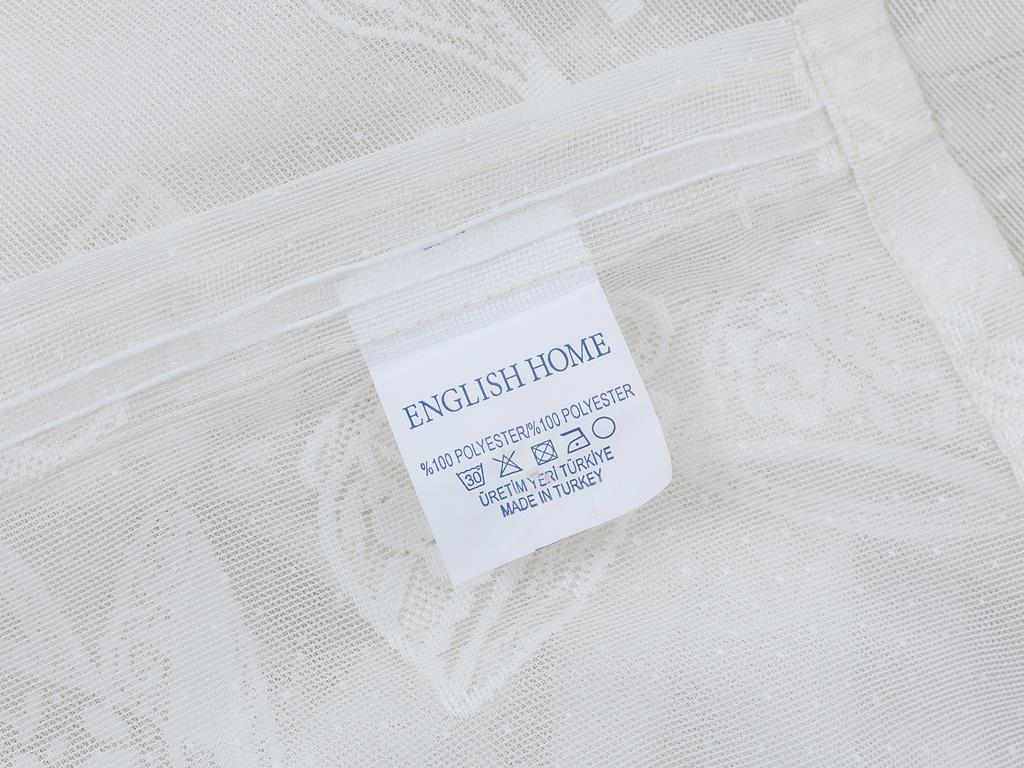 ENGLISH HOME
%100 POLYESTER/%100 POLYESTER
30
ÜRETİM YERİ TÜRKİYE
MADE IN TURKEY